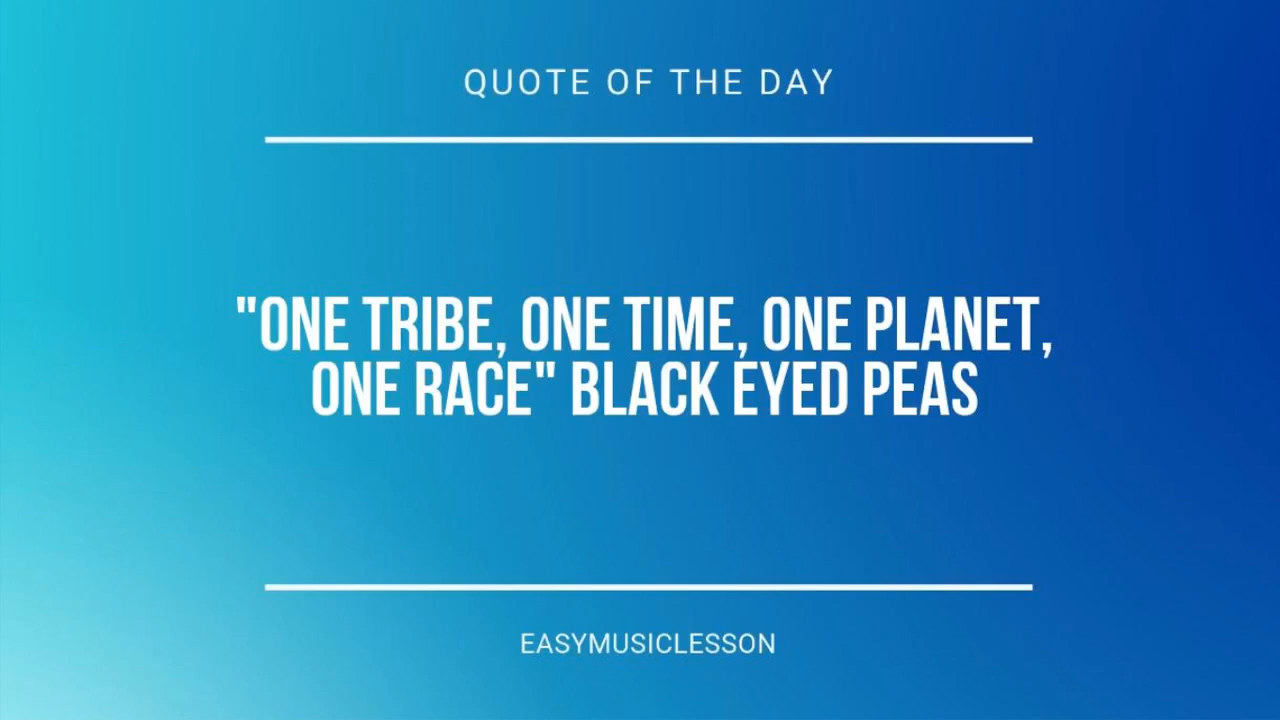 QUOTE OF THE DAY
"ONE TRIBE, ONE TIME, ONE PLANET,
ONE RACE" BLACK EYED PEAS
EASYMUSICLESSON